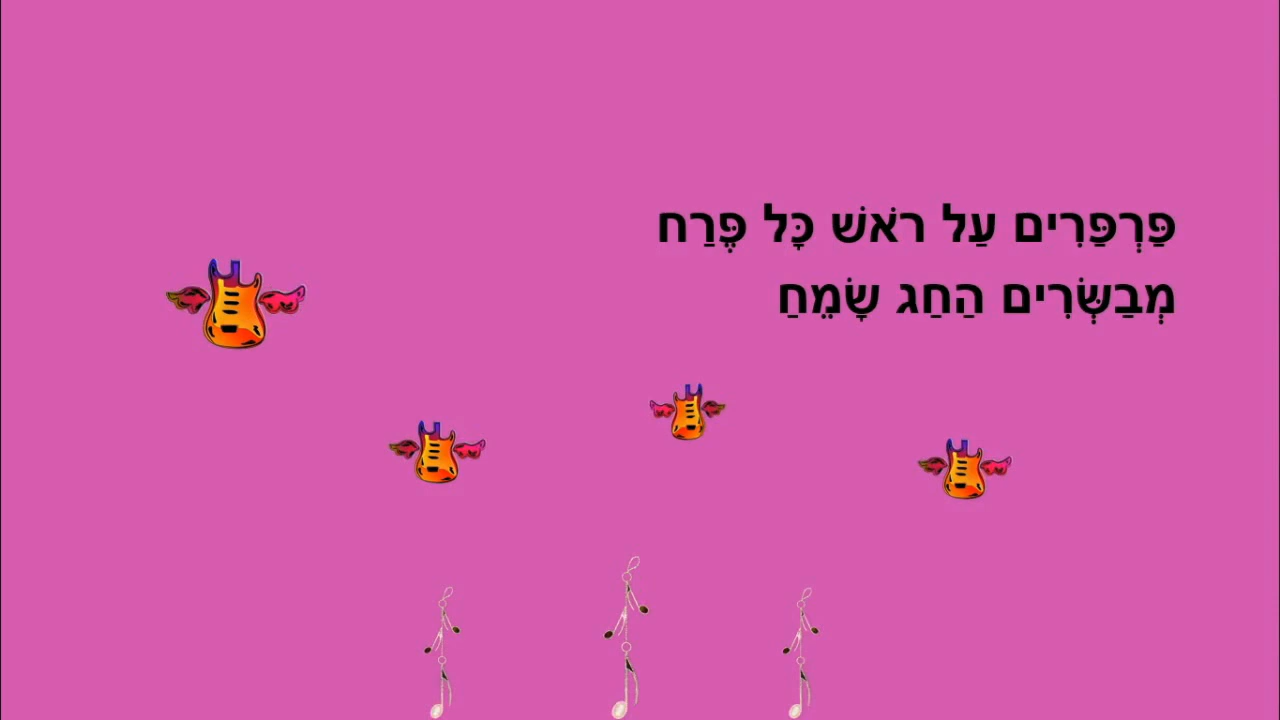 פַּרְפַּרִים עַל רֹאשׁ כָּל פֶּרַח
מְבַשְּׂרִים הַחַג שָׂמֵחַ